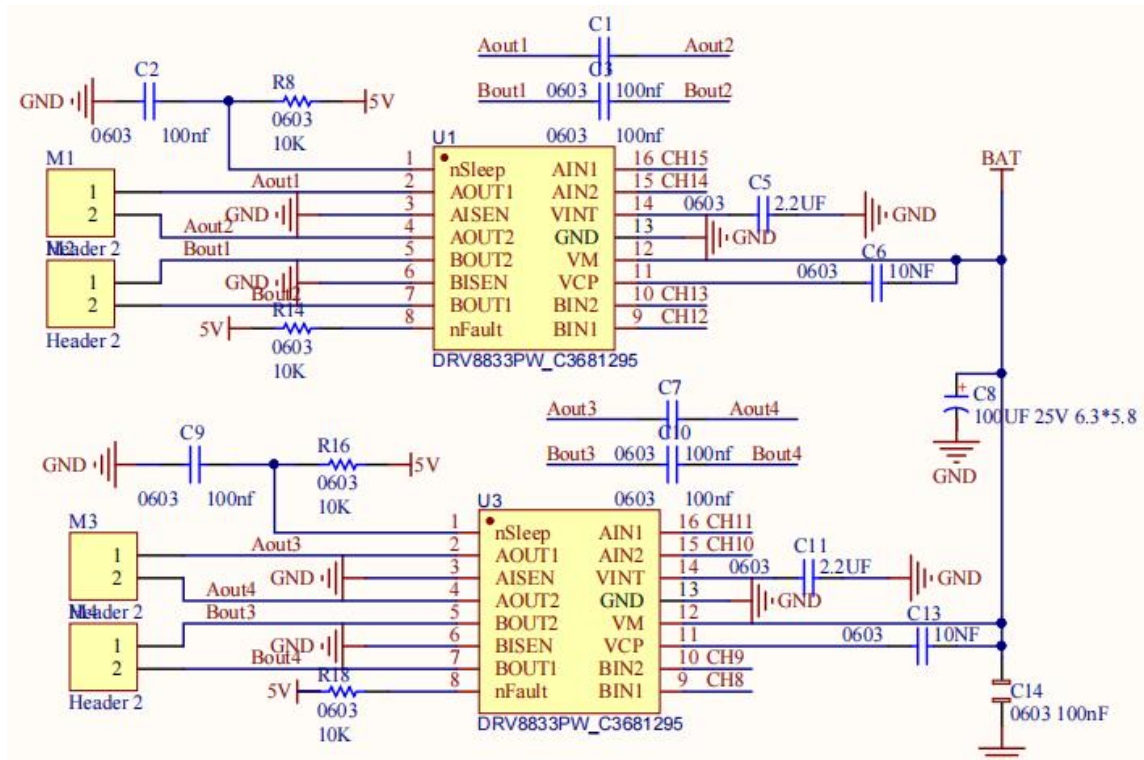 C1
Aout1 Aout2
C2 C3
GND R8 5V Bout1 0603 100nf Bout2
0603 100nf 0603
10K U1 0603 100nf
M1 1 nSleep AIN1 16 CH15 BAT
1 Aout1 2 AOUT1 AIN2 15 CH14 C5
2 GND 3 AISEN VINT 14 0603 2.2UF GND
Aout2 4 AOUT2 GND 13 GND
Header 2 M2 Bout1 5 BOUT2 VM 12 C6
1 GND 6 BISEN VCP 11 0603 10NF
2 Bout2 7 BOUT1 BIN2 10 CH13
5V R14 8 nFault BIN1 9 CH12
Header 2 0603
10K DRV8833PW_C3681295
C7 C8
Aout3 Aout4 + 100UF 25V 6.3*5.8
C9 C10
GND R16 5V Bout3 0603 100nf Bout4 GND
0603 100nf 0603
10K U3 0603 100nf
M3 1 nSleep AIN1 16 CH11
1 Aout3 2 AOUT1 AIN2 15 CH10 C11
2 GND 3 AISEN VINT 14 0603 2.2UF GND
Aout4 4 AOUT2 GND 13 GND
Header 2 M4 Bout3 5 BOUT2 VM 12 C13
1 GND 6 BISEN VCP 11 0603 10NF
2 Bout4 7 BOUT1 BIN2 10 CH9
5V R18 8 nFault BIN1 9 CH8
Header 2 0603 C14
10K DRV8833PW_C3681295 0603 100nF